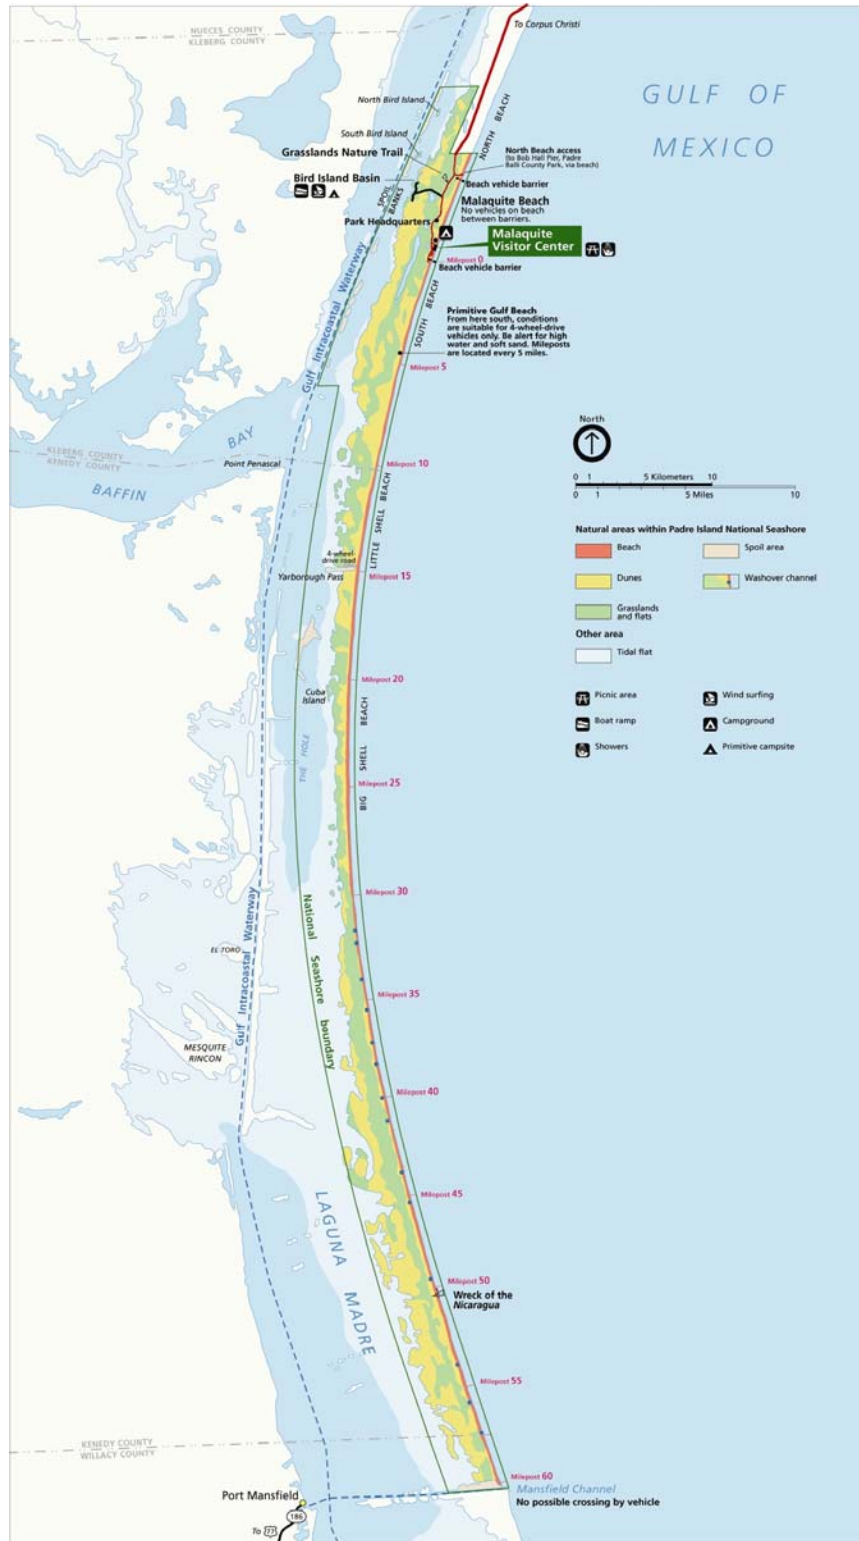 To Corpus Christi
NUECES COUNTY
KLEBERG COUNTY
GULF OF
MEXICO
North Bird Island
South Bird Island
NORTH BEACH
Grasslands Nature Trail
North Beach access
(to Bob Hall Pier, Padre
Balli County Park, via beach)
Bird Island Basin
SPOIL
BANKS
Beach vehicle barrier
Malaquite Beach
No vehicles on beach
between barriers.
Park Headquarters
Malaquite
Visitor Center
Milepost 0
Beach vehicle barrier
Gulf Intracoastal Waterway
SOUTH BEACH
Primitive Gulf Beach
From here south, conditions
are suitable for 4-wheel-drive
vehicles only. Be alert for high
water and soft sand. Mileposts
are located every 5 miles.
Milepost 5
BAY
BAFFIN
KLEBERG COUNTY
KENEDY COUNTY
Point Penascal
Milepost 10
LITTLE SHELL BEACH
4-wheel-
drive road
Yarborough Pass
Milepost 15
North
0 1 5 Kilometers 10
0 1 5 Miles 10
Natural areas within Padre Island National Seashore
Beach
Spoil area
Dunes
Washover channel
Grasslands
and flats
Other area
Tidal flat
Picnic area
Wind surfing
Boat ramp
Campground
Showers
Primitive campsite
Milepost 20
Cuba
Island
THE HOLE
BIG SHELL BEACH
Milepost 25
Milepost 30
National Seashore boundary
Gulf Intracoastal Waterway
EL TORO
Milepost 35
MESQUITE
RINCON
Milepost 40
Milepost 45
LAGUNA MADRE
Milepost 50
Wreck of the
Nicaragua
Milepost 55
KENEDY COUNTY
WILLACY COUNTY
Milepost 60
Mansfield Channel
No possible crossing by vehicle
Port Mansfield
186
To 77